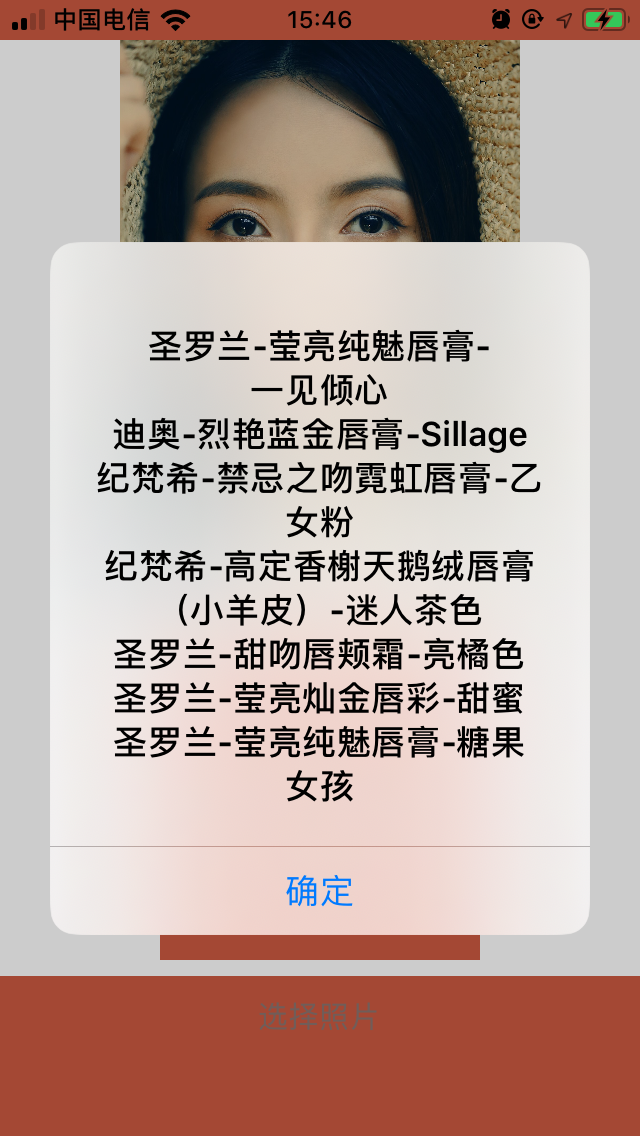 中国电信
15:46
圣罗兰-莹亮纯魅唇膏-
一见倾心
迪奥-烈艳蓝金唇膏-Sillage
纪梵希-禁忌之吻霓虹唇膏-乙
女粉
纪梵希-高定香榭天鹅绒唇膏
（小羊皮）-迷人茶色
圣罗兰-甜吻唇颊霜-亮橘色
圣罗兰-莹亮灿金唇彩-甜蜜
圣罗兰-莹亮纯魅唇膏-糖果
女孩
确定
选择照片